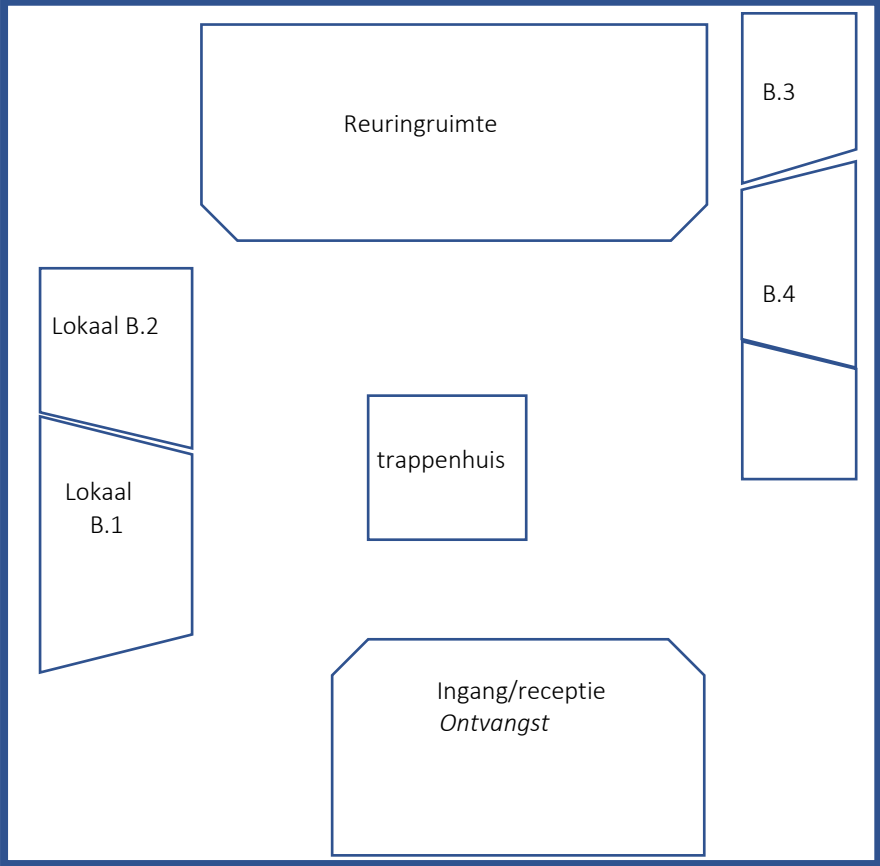 Reuringruimte
B.3
B.4
Lokaal B.2
Lokaal
B.1
trappenhuis
Ingang/receptie
Ontvangst